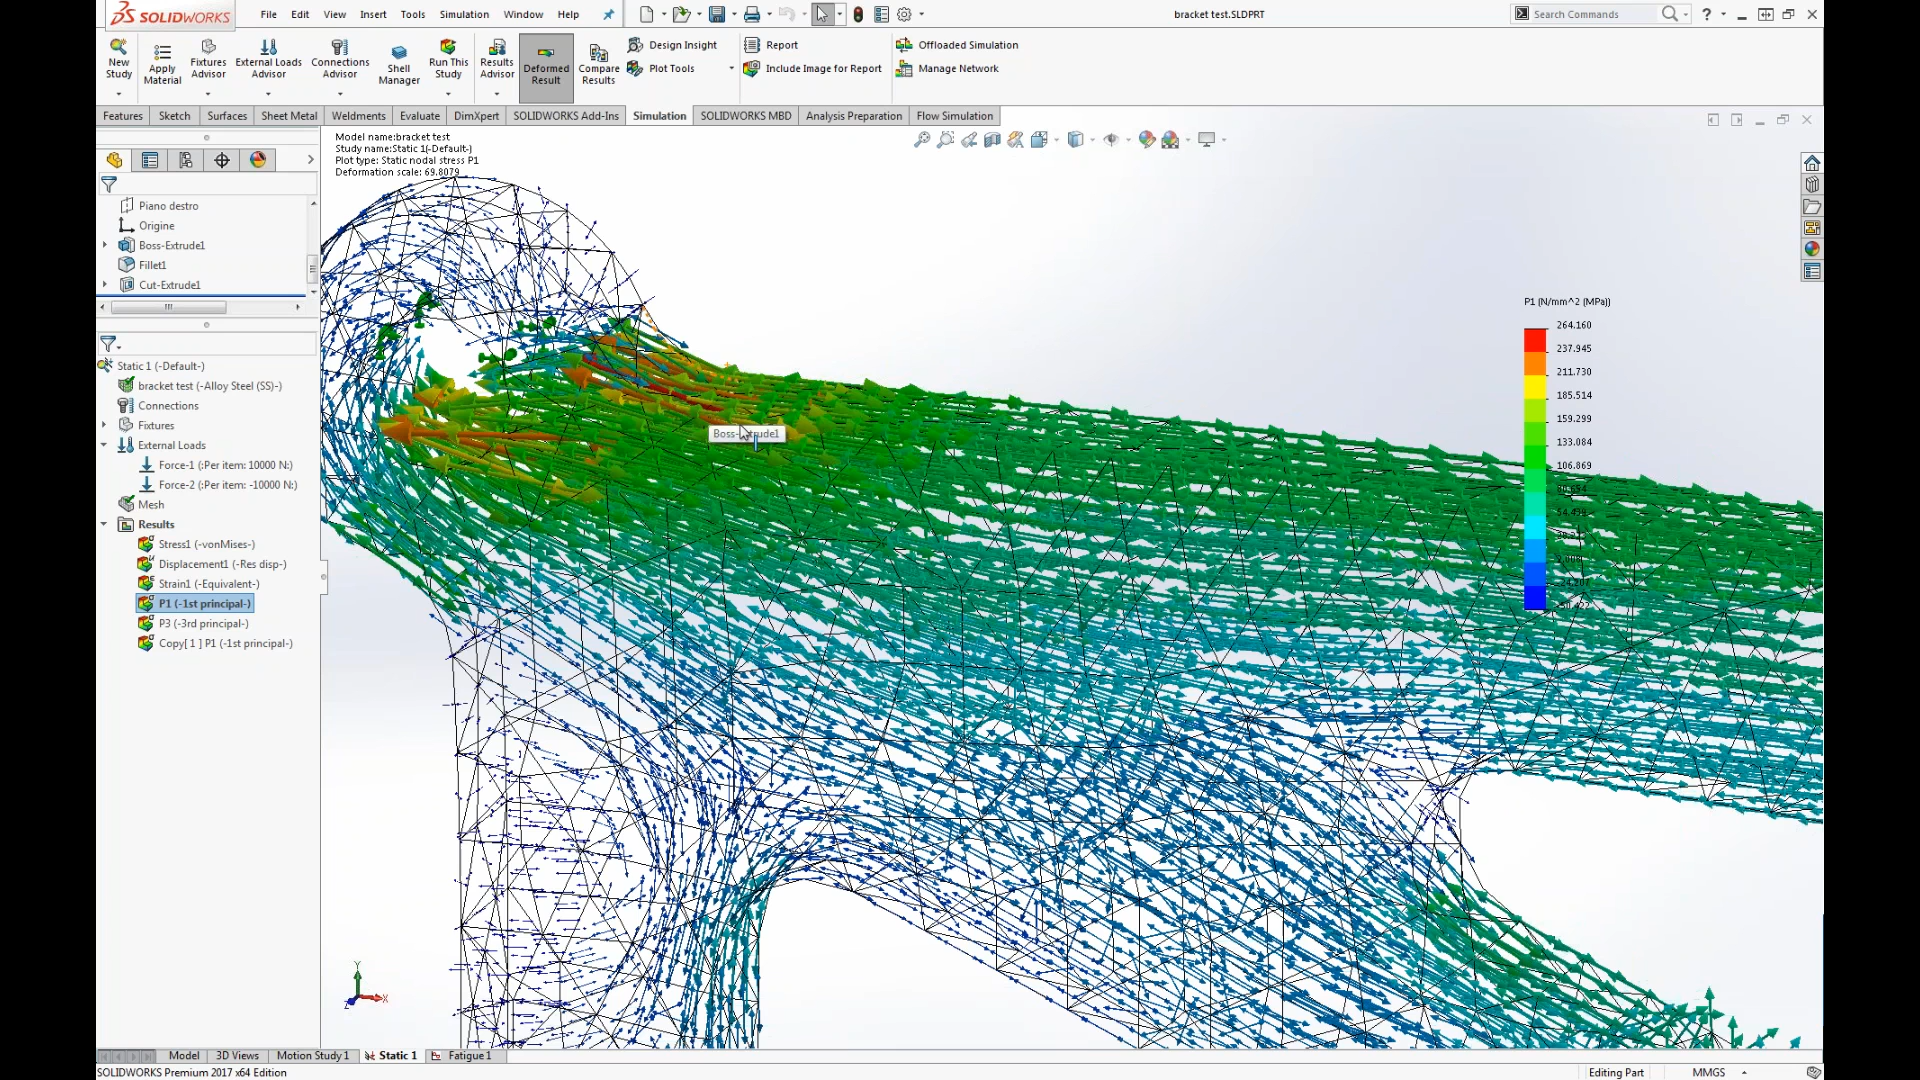 SOLIDWORKS
File Edit View Insert Tools Simulation Window Help
bracket test.SLDPRT
Search Commands
New Study
Apply Material
Fixtures Advisor
External Loads Advisor
Connections Advisor
Shell Manager
Run This Study
Results Advisor
Deformed Result
Compare Results
Design Insight
Plot Tools
Report
Include Image for Report
Offloaded Simulation
Manage Network
Features Sketch Surfaces Sheet Metal Weldments Evaluate DimXpert SOLIDWORKS Add-Ins Simulation SOLIDWORKS MBD Analysis Preparation Flow Simulation
Model name:bracket test
Study name:Static 1(-Default-)
Plot type: Static nodal stress P1
Deformation scale: 69.8079
Piano destro
Origine
Boss-Extrude1
Fillet1
Cut-Extrude1
Static 1 (-Default-)
bracket test (-Alloy Steel (SS)-)
Connections
Fixtures
External Loads
Force-1 (:Per item: 10000 N:)
Force-2 (:Per item: -10000 N:)
Mesh
Results
Stress1 (-vonMises-)
Displacement1 (-Res disp-)
Strain1 (-Equivalent-)
P1 (-1st principal-)
P3 (-3rd principal-)
Copy[ 1 ] P1 (-1st principal-)
P1 (N/mm^2 (MPa))
264.160
237.945
211.730
185.514
159.299
133.084
106.869
Y
X
Z
Model 3D Views Motion Study 1 Static 1 Fatigue 1
SOLIDWORKS Premium 2017 x64 Edition
Editing Part
MMGS